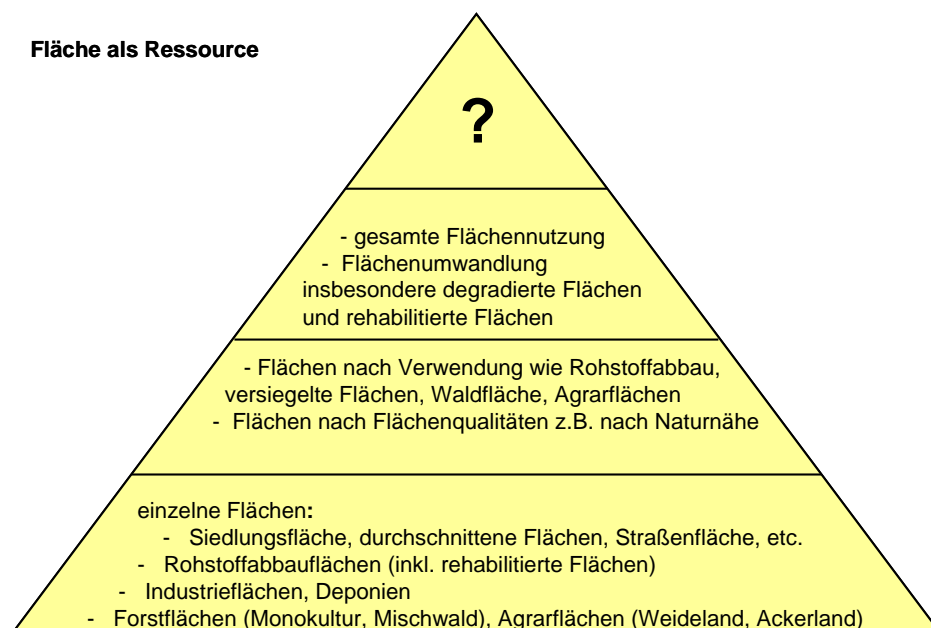 Fläche als Ressource
?
- gesamte Flächennutzung
- Flächenumwandlung
insbesondere degradierte Flächen
und rehabilitierte Flächen
- Flächen nach Verwendung wie Rohstoffabbau,
versiegelte Flächen, Waldfläche, Agrarflächen
- Flächen nach Flächenqualitäten z.B. nach Naturnähe
einzelne Flächen:
- Siedlungsfläche, durchschnittene Flächen, Straßenfläche, etc.
- Rohstoffabbauflächen (inkl. rehabilitierte Flächen)
- Industrieflächen, Deponien
- Forstflächen (Monokultur, Mischwald), Agrarflächen (Weideland, Ackerland)